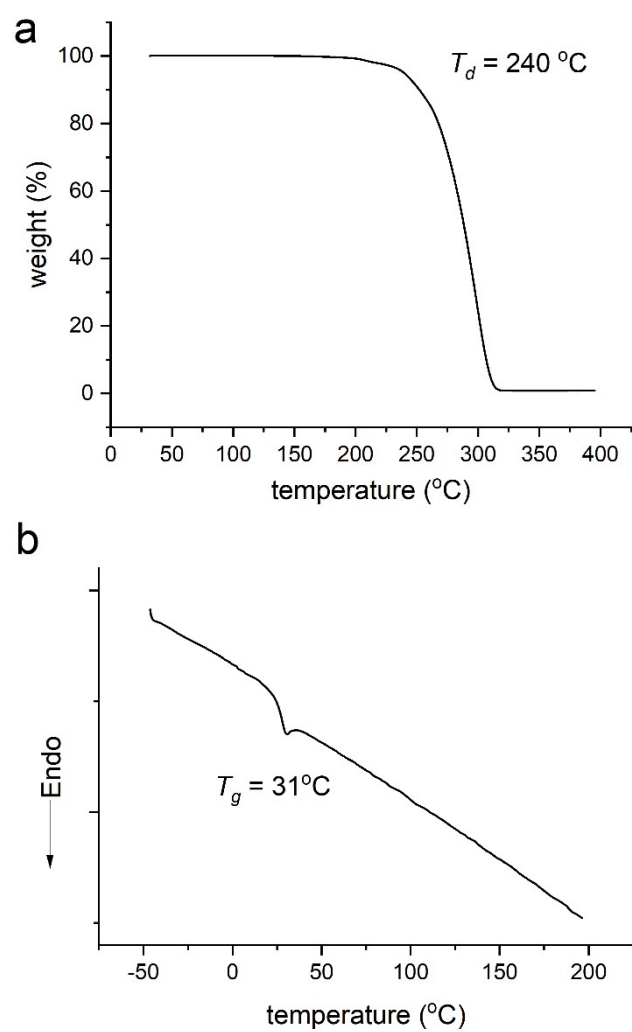 a
T_d = 240 °C
100
80
60
40
20
0
weight (%)
0 50 100 150 200 250 300 350 400
temperature (°C)
b
T_g = 31°C
Endo
-50 0 50 100 150 200
temperature (°C)